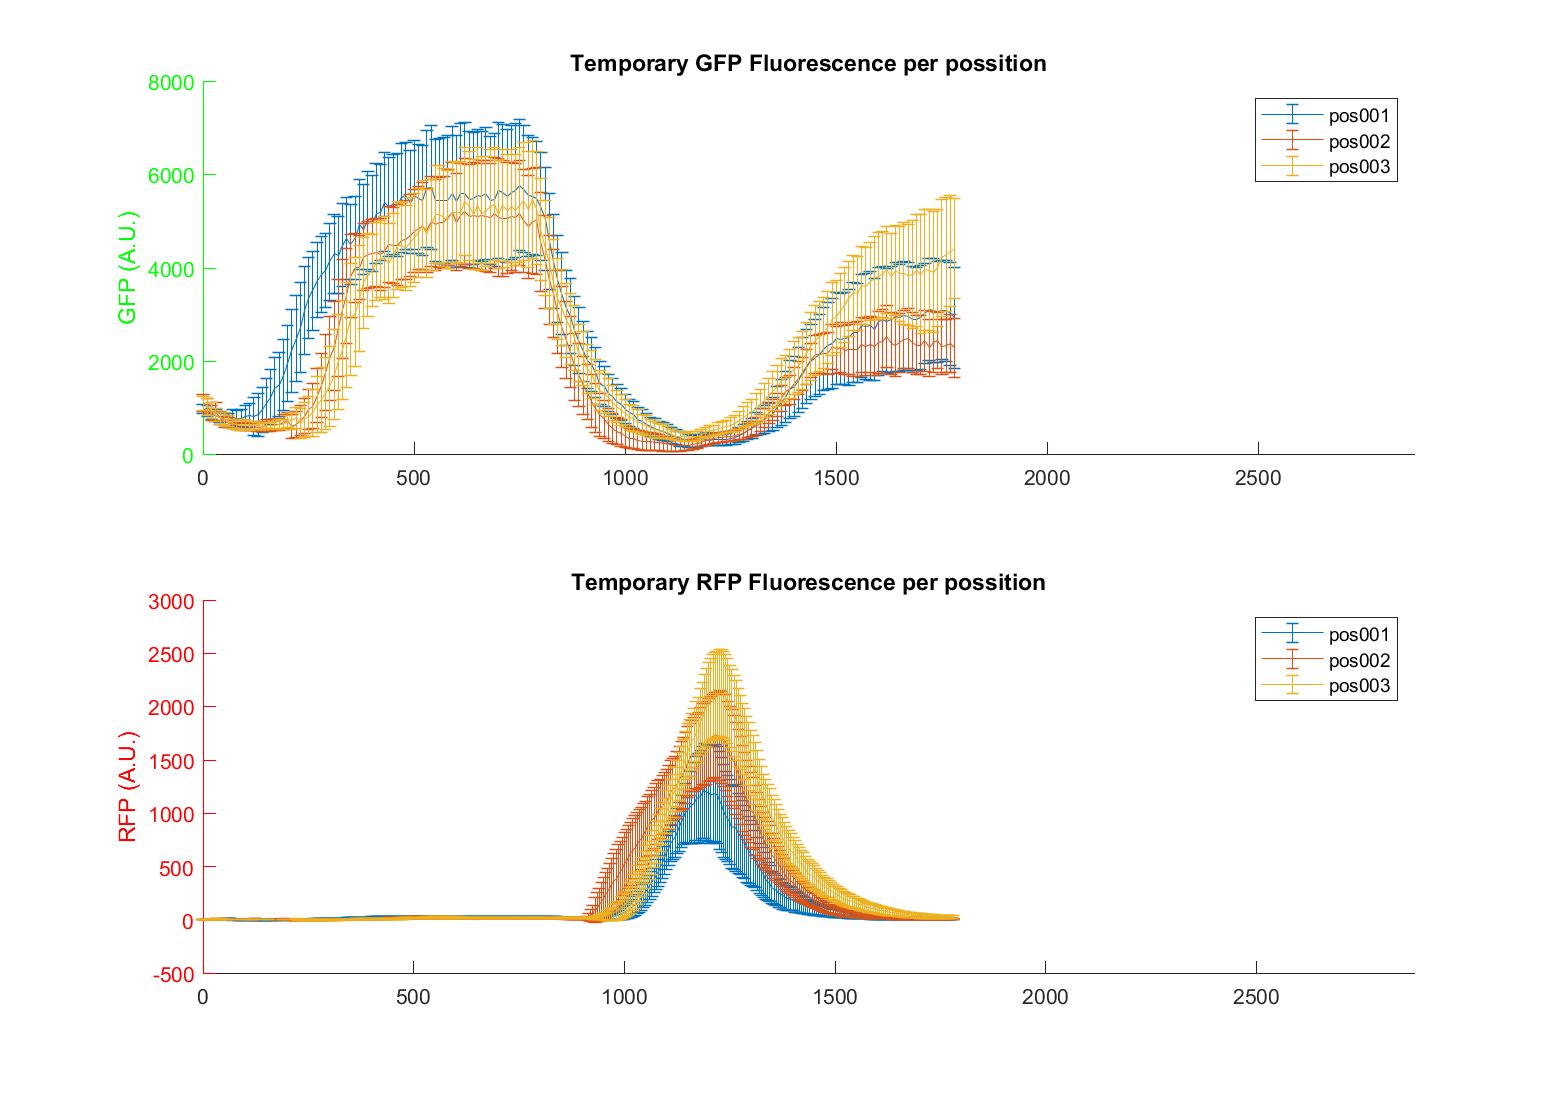 Temporary GFP Fluorescence per possition
8000
6000
4000
2000
0
GFP (A.U.)
0 500 1000 1500 2000 2500
pos001
pos002
pos003
Temporary RFP Fluorescence per possition
3000
2500
2000
1500
1000
500
0
-500
RFP (A.U.)
0 500 1000 1500 2000 2500
pos001
pos002
pos003